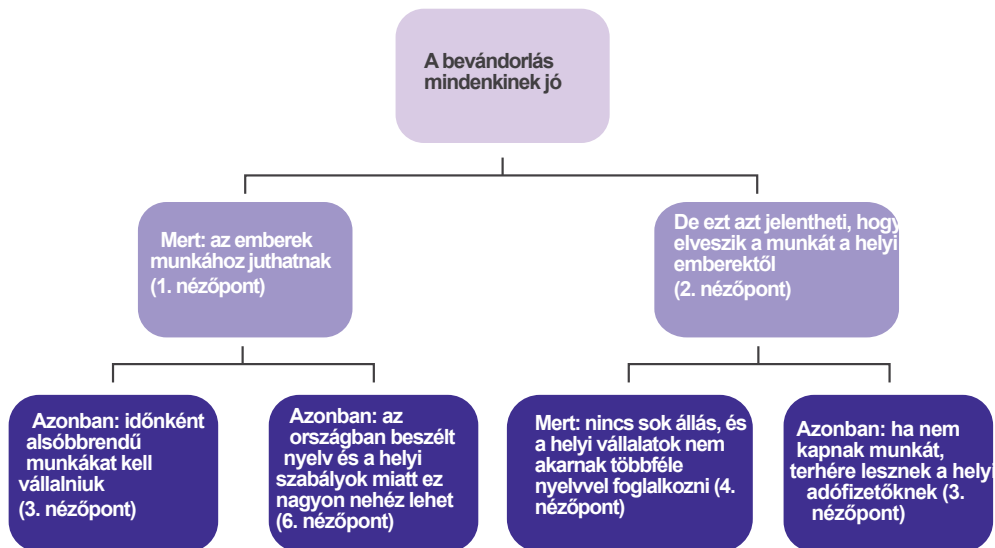 A bevándorlás
mindenkinek jó
Mert: az emberek
munkához juthatnak
(1. nézőpont)
De ezt azt jelentheti, hogy
elveszik a munkát a helyi
emberektől
(2. nézőpont)
Azonban: időnként
alsóbbrendű
munkákat kell
vállalniuk
(3. nézőpont)
Azonban: az
országban beszélt
nyelv és a helyi
szabályok miatt ez
nagyon nehéz lehet
(6. nézőpont)
Mert: nincs sok állás, és
a helyi vállalatok nem
akarnak többféle
nyelvvel foglalkozni (4.
nézőpont)
Azonban: ha nem
kapnak munkát,
terhére lesznek a helyi
adófizetőknek (3.
nézőpont)